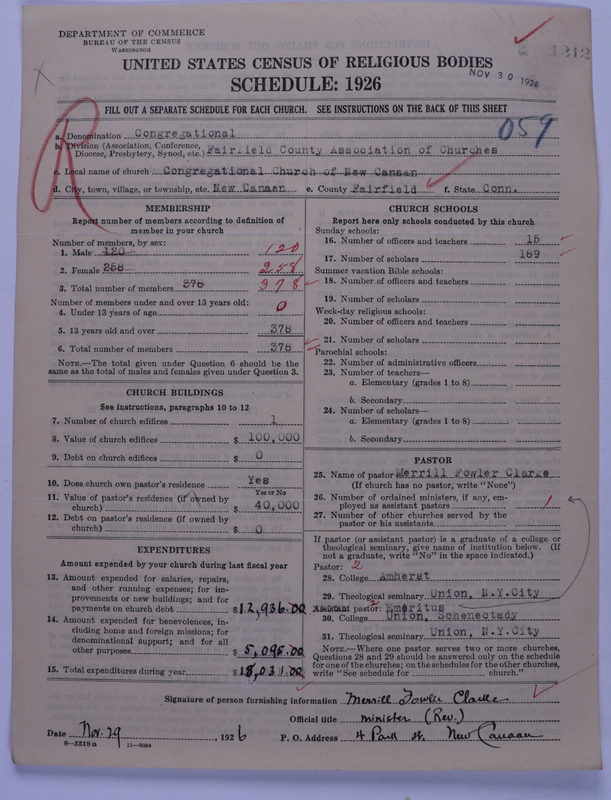 DEPARTMENT OF COMMERCE
BUREAU OF THE CENSUS
WASHINGTON
1212
UNITED STATES CENSUS OF RELIGIOUS BODIES
NOV 30 1926
SCHEDULE: 1926
FILL OUT A SEPARATE SCHEDULE FOR EACH CHURCH. SEE INSTRUCTIONS ON THE BACK OF THIS SHEET
R
059
a. Denomination Congregational
b. Division (Association, Conference, Diocese, Presbytery, Synod, etc.) Fairfield County Association of Churches
c. Local name of church Congregational Church of New Canaan
d. City, town, village, or township, etc. New Canaan e. County Fairfield f. State Conn.
MEMBERSHIP
Report number of members according to definition of
member in your church
Number of members, by sex:
1. Male 120 120
2. Female 258 258
3. Total number of members 378 378
Number of members under and over 13 years old:
4. Under 13 years of age 0
5. 13 years old and over 378
6. Total number of members 378
NOTE.—The total given under Question 6 should be
same as the total of males and females given under Question 3.
CHURCH BUILDINGS
See instructions, paragraphs 10 to 12
7. Number of church edifices 1
8. Value of church edifices $ 100,000
9. Debt on church edifices $ 0
10. Does church own pastor's residence Yes
Yes or No
11. Value of pastor's residence (if owned by
church) $ 40,000
12. Debt on pastor's residence (if owned by
church) $ 0
EXPENDITURES
Amount expended by your church during last fiscal year
13. Amount expended for salaries, repairs,
and other running expenses; for im-
provements or new buildings; and for
payments on church debt $12,936.00
14. Amount expended for benevolences, in-
cluding home and foreign missions; for
denominational support; and for all
other purposes $ 5,095.00
15. Total expenditures during year $18,031.00
CHURCH SCHOOLS
Report here only schools conducted by this church
Sunday schools:
16. Number of officers and teachers 15
17. Number of scholars 189
Summer vacation Bible schools:
18. Number of officers and teachers
19. Number of scholars
Week-day religious schools:
20. Number of officers and teachers
21. Number of scholars
Parochial schools:
22. Number of administrative officers
23. Number of teachers—
a. Elementary (grades 1 to 8)
b. Secondary
24. Number of scholars—
a. Elementary (grades 1 to 8)
b. Secondary
PASTOR
25. Name of pastor Merrill Fowler Clarke
(If church has no pastor, write "None")
26. Number of ordained ministers, if any, em-
ployed as assistant pastors 1
27. Number of other churches served by the
pastor or his assistants
If pastor (or assistant pastor) is a graduate of a college or
theological seminary, give name of institution below. (If
not a graduate, write "No" in the space indicated.)
Pastor: 2
28. College Amherst
29. Theological seminary Union, N.Y.City
Assistant pastor: 2 Emeritus
30. College Union, Schenectady
31. Theological seminary Union, N.Y.City
NOTE.—Where one pastor serves two or more churches,
Questions 28 and 29 should be answered only on the schedule
for one of the churches; on the schedules for the other churches,
write "See schedule for church."
Signature of person furnishing information Merrill Fowler Clarke
Official title minister (Rev.)
Date Nov. 29, 1926 P. O. Address 4 Park St. New Canaan
8—5518a 11—9064